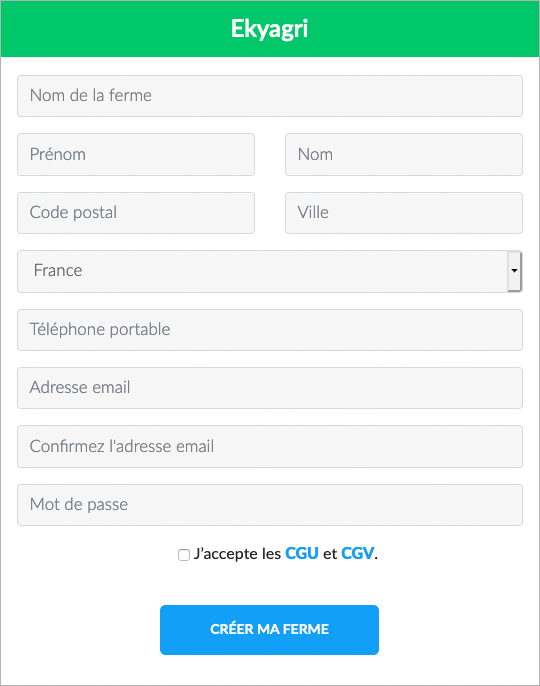 Ekyagri
Nom de la ferme
Prénom
Nom
Code postal
Ville
France
Téléphone portable
Adresse email
Confirmez l'adresse email
Mot de passe
J'accepte les CGU et CGV.
CRÉER MA FERME